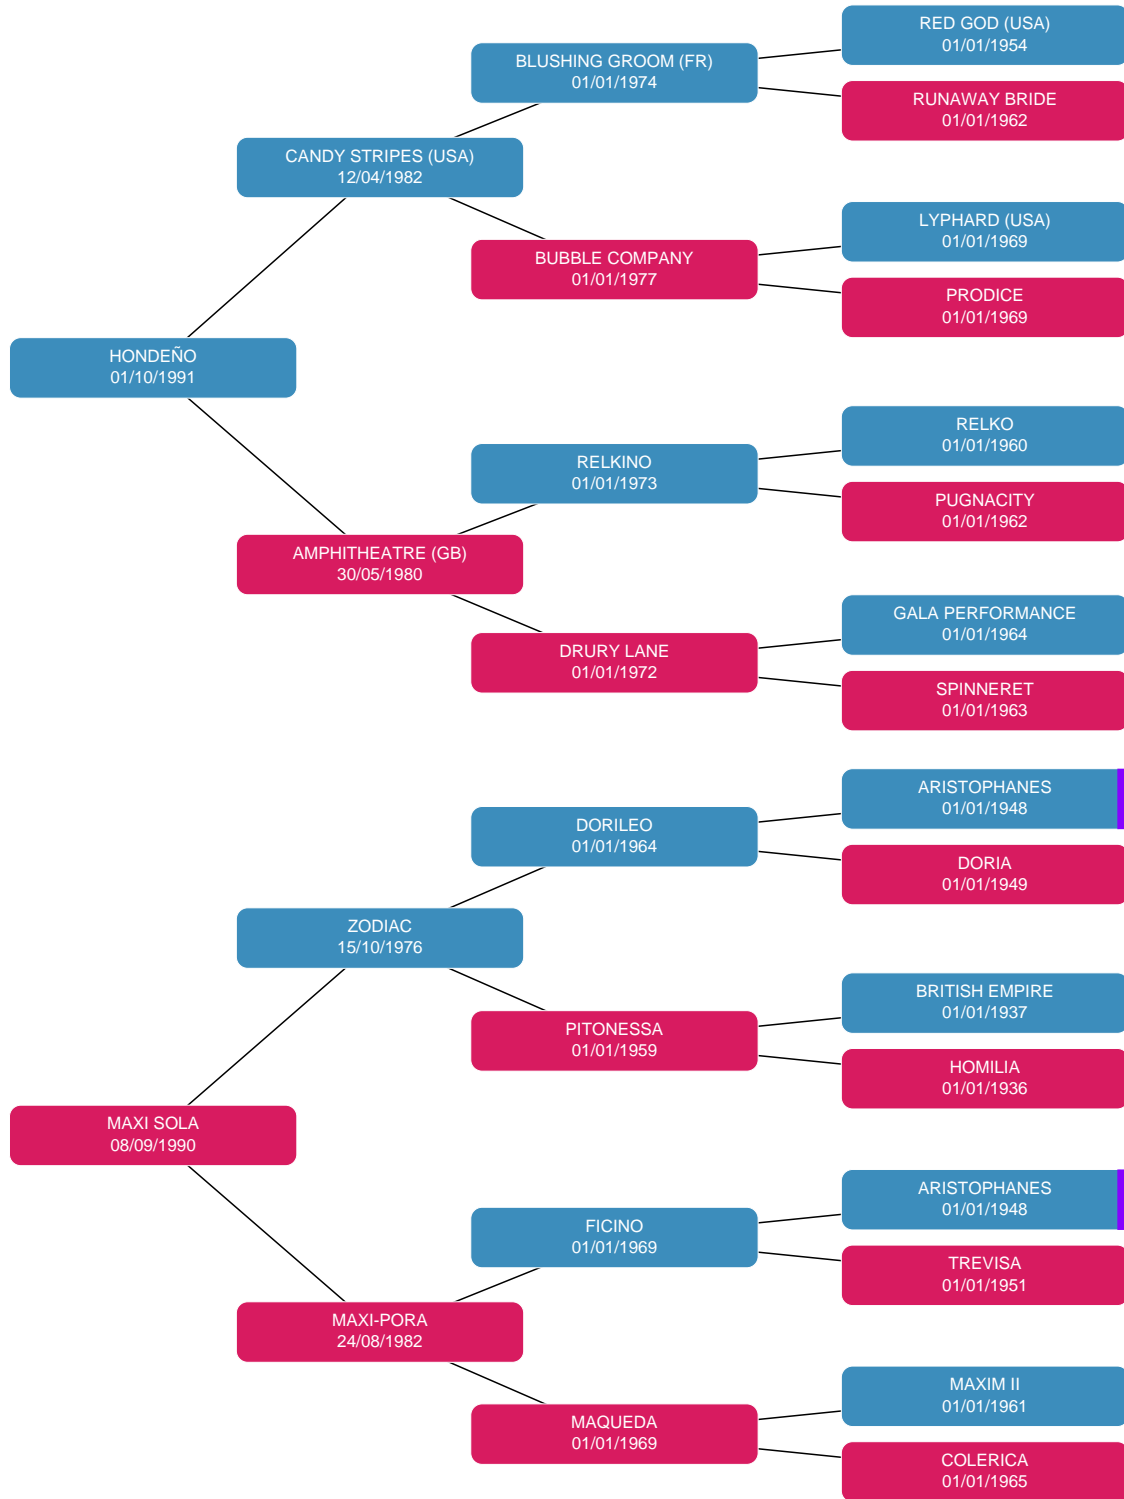 RED GOD (USA)
01/01/1954
BLUSHING GROOM (FR)
01/01/1974
RUNAWAY BRIDE
01/01/1962
CANDY STRIPES (USA)
12/04/1982
LYPHARD (USA)
01/01/1969
BUBBLE COMPANY
01/01/1977
PRODICE
01/01/1969
HONDEÑO
01/10/1991
RELKO
01/01/1960
RELKINO
01/01/1973
PUGNACITY
01/01/1962
AMPHITHEATRE (GB)
30/05/1980
GALA PERFORMANCE
01/01/1964
DRURY LANE
01/01/1972
SPINNERET
01/01/1963
ARISTOPHANES
01/01/1948
DORILEO
01/01/1964
DORIA
01/01/1949
ZODIAC
15/10/1976
BRITISH EMPIRE
01/01/1937
PITONESSA
01/01/1959
HOMILIA
01/01/1936
MAXI SOLA
08/09/1990
ARISTOPHANES
01/01/1948
FICINO
01/01/1969
TREVISA
01/01/1951
MAXI-PORA
24/08/1982
MAXIM II
01/01/1961
MAQUEDA
01/01/1969
COLERICA
01/01/1965